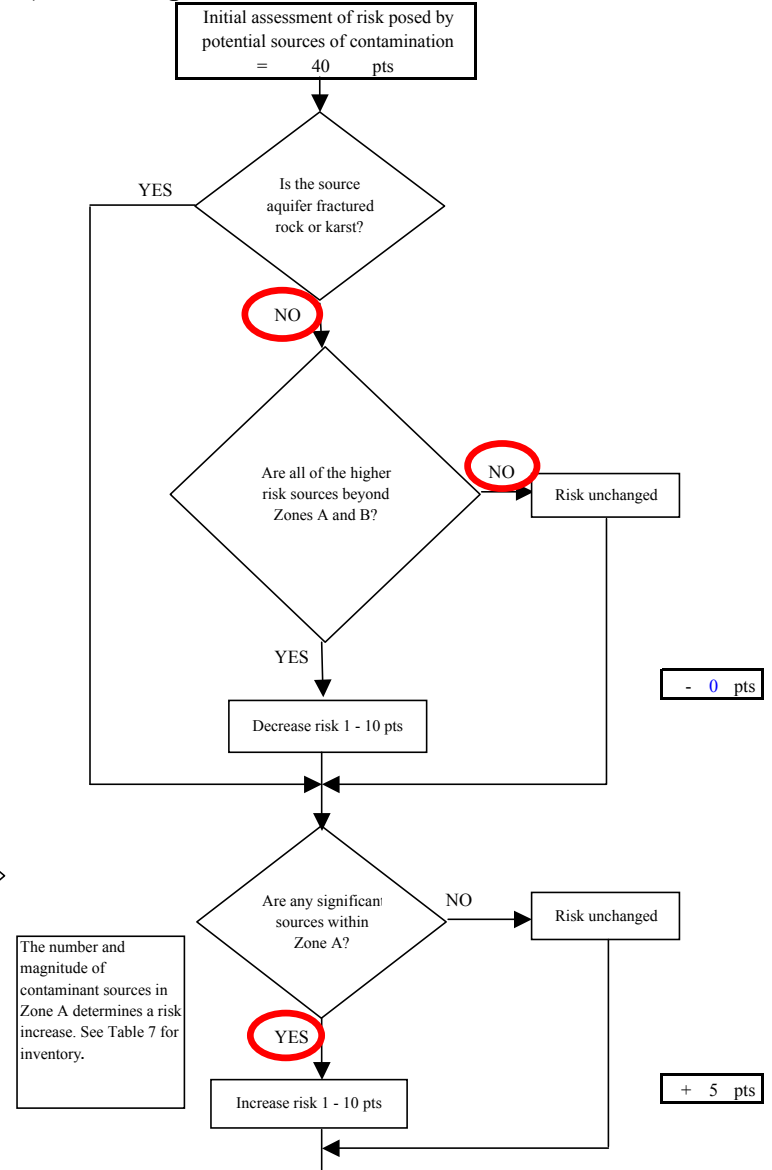 Initial assessment of risk posed by
potential sources of contamination
= 40 pts
YES
Is the source
aquifer fractured
rock or karst?
NO
Are all of the higher
risk sources beyond
Zones A and B?
NO
Risk unchanged
YES
- 0 pts
Decrease risk 1 - 10 pts
Are any significant
sources within
Zone A?
NO
Risk unchanged
The number and
magnitude of
contaminant sources in
Zone A determines a risk
increase. See Table 7 for
inventory.
YES
+ 5 pts
Increase risk 1 - 10 pts